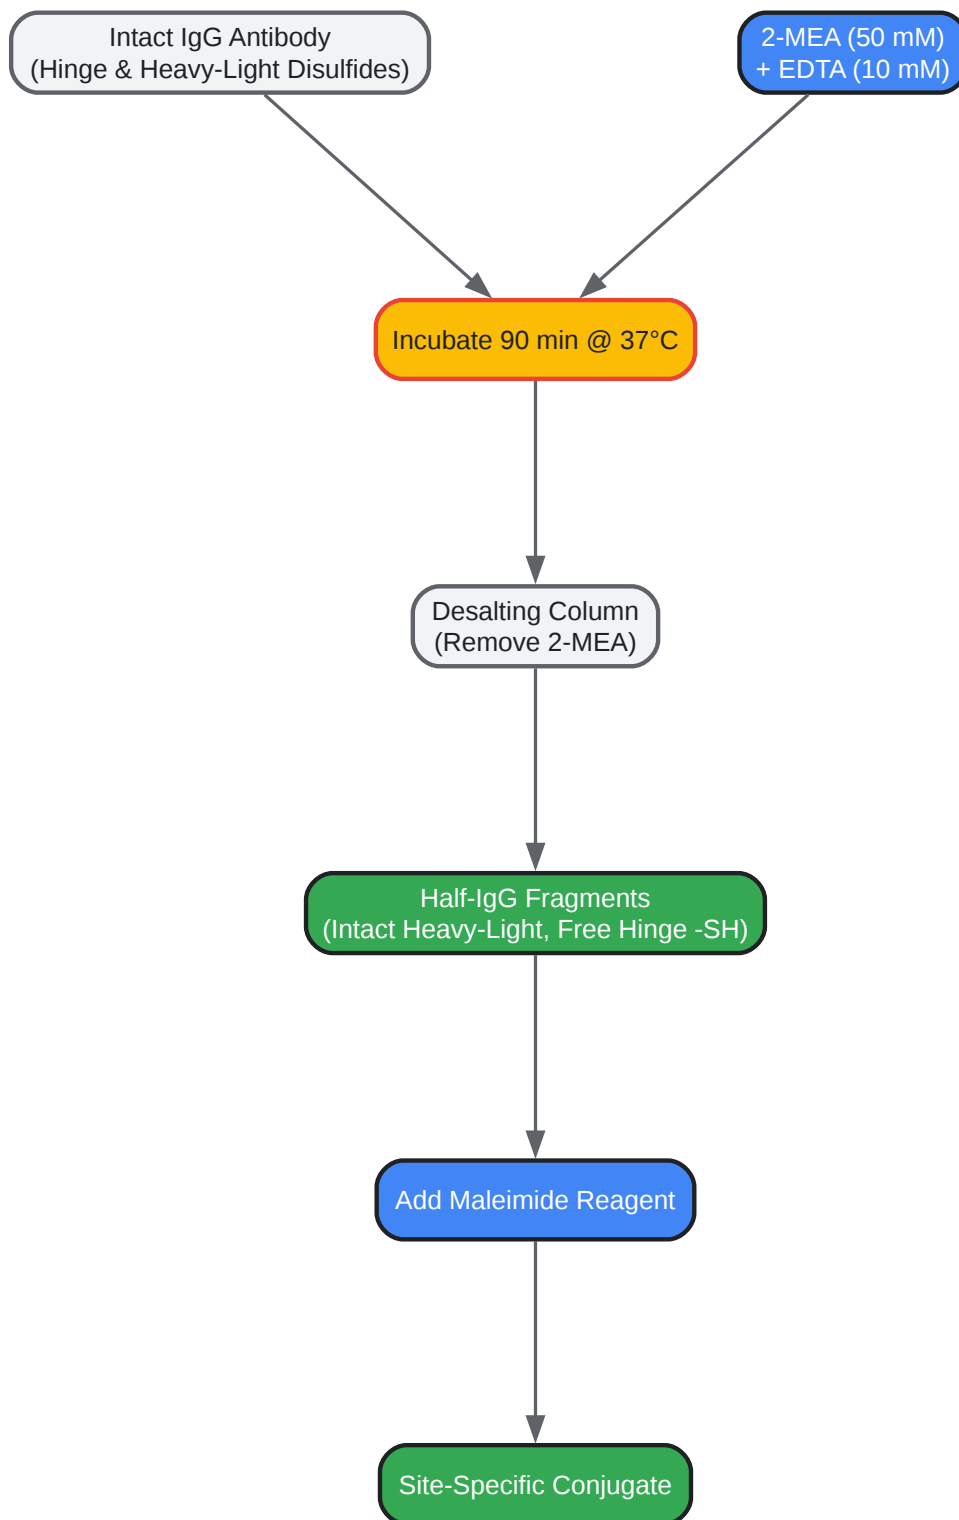 Intact IgG Antibody
(Hinge & Heavy-Light Disulfides)
2-MEA (50 mM)
+ EDTA (10 mM)
Incubate 90 min @ 37°C
Desalting Column
(Remove 2-MEA)
Half-IgG Fragments
(Intact Heavy-Light, Free Hinge -SH)
Add Maleimide Reagent
Site-Specific Conjugate